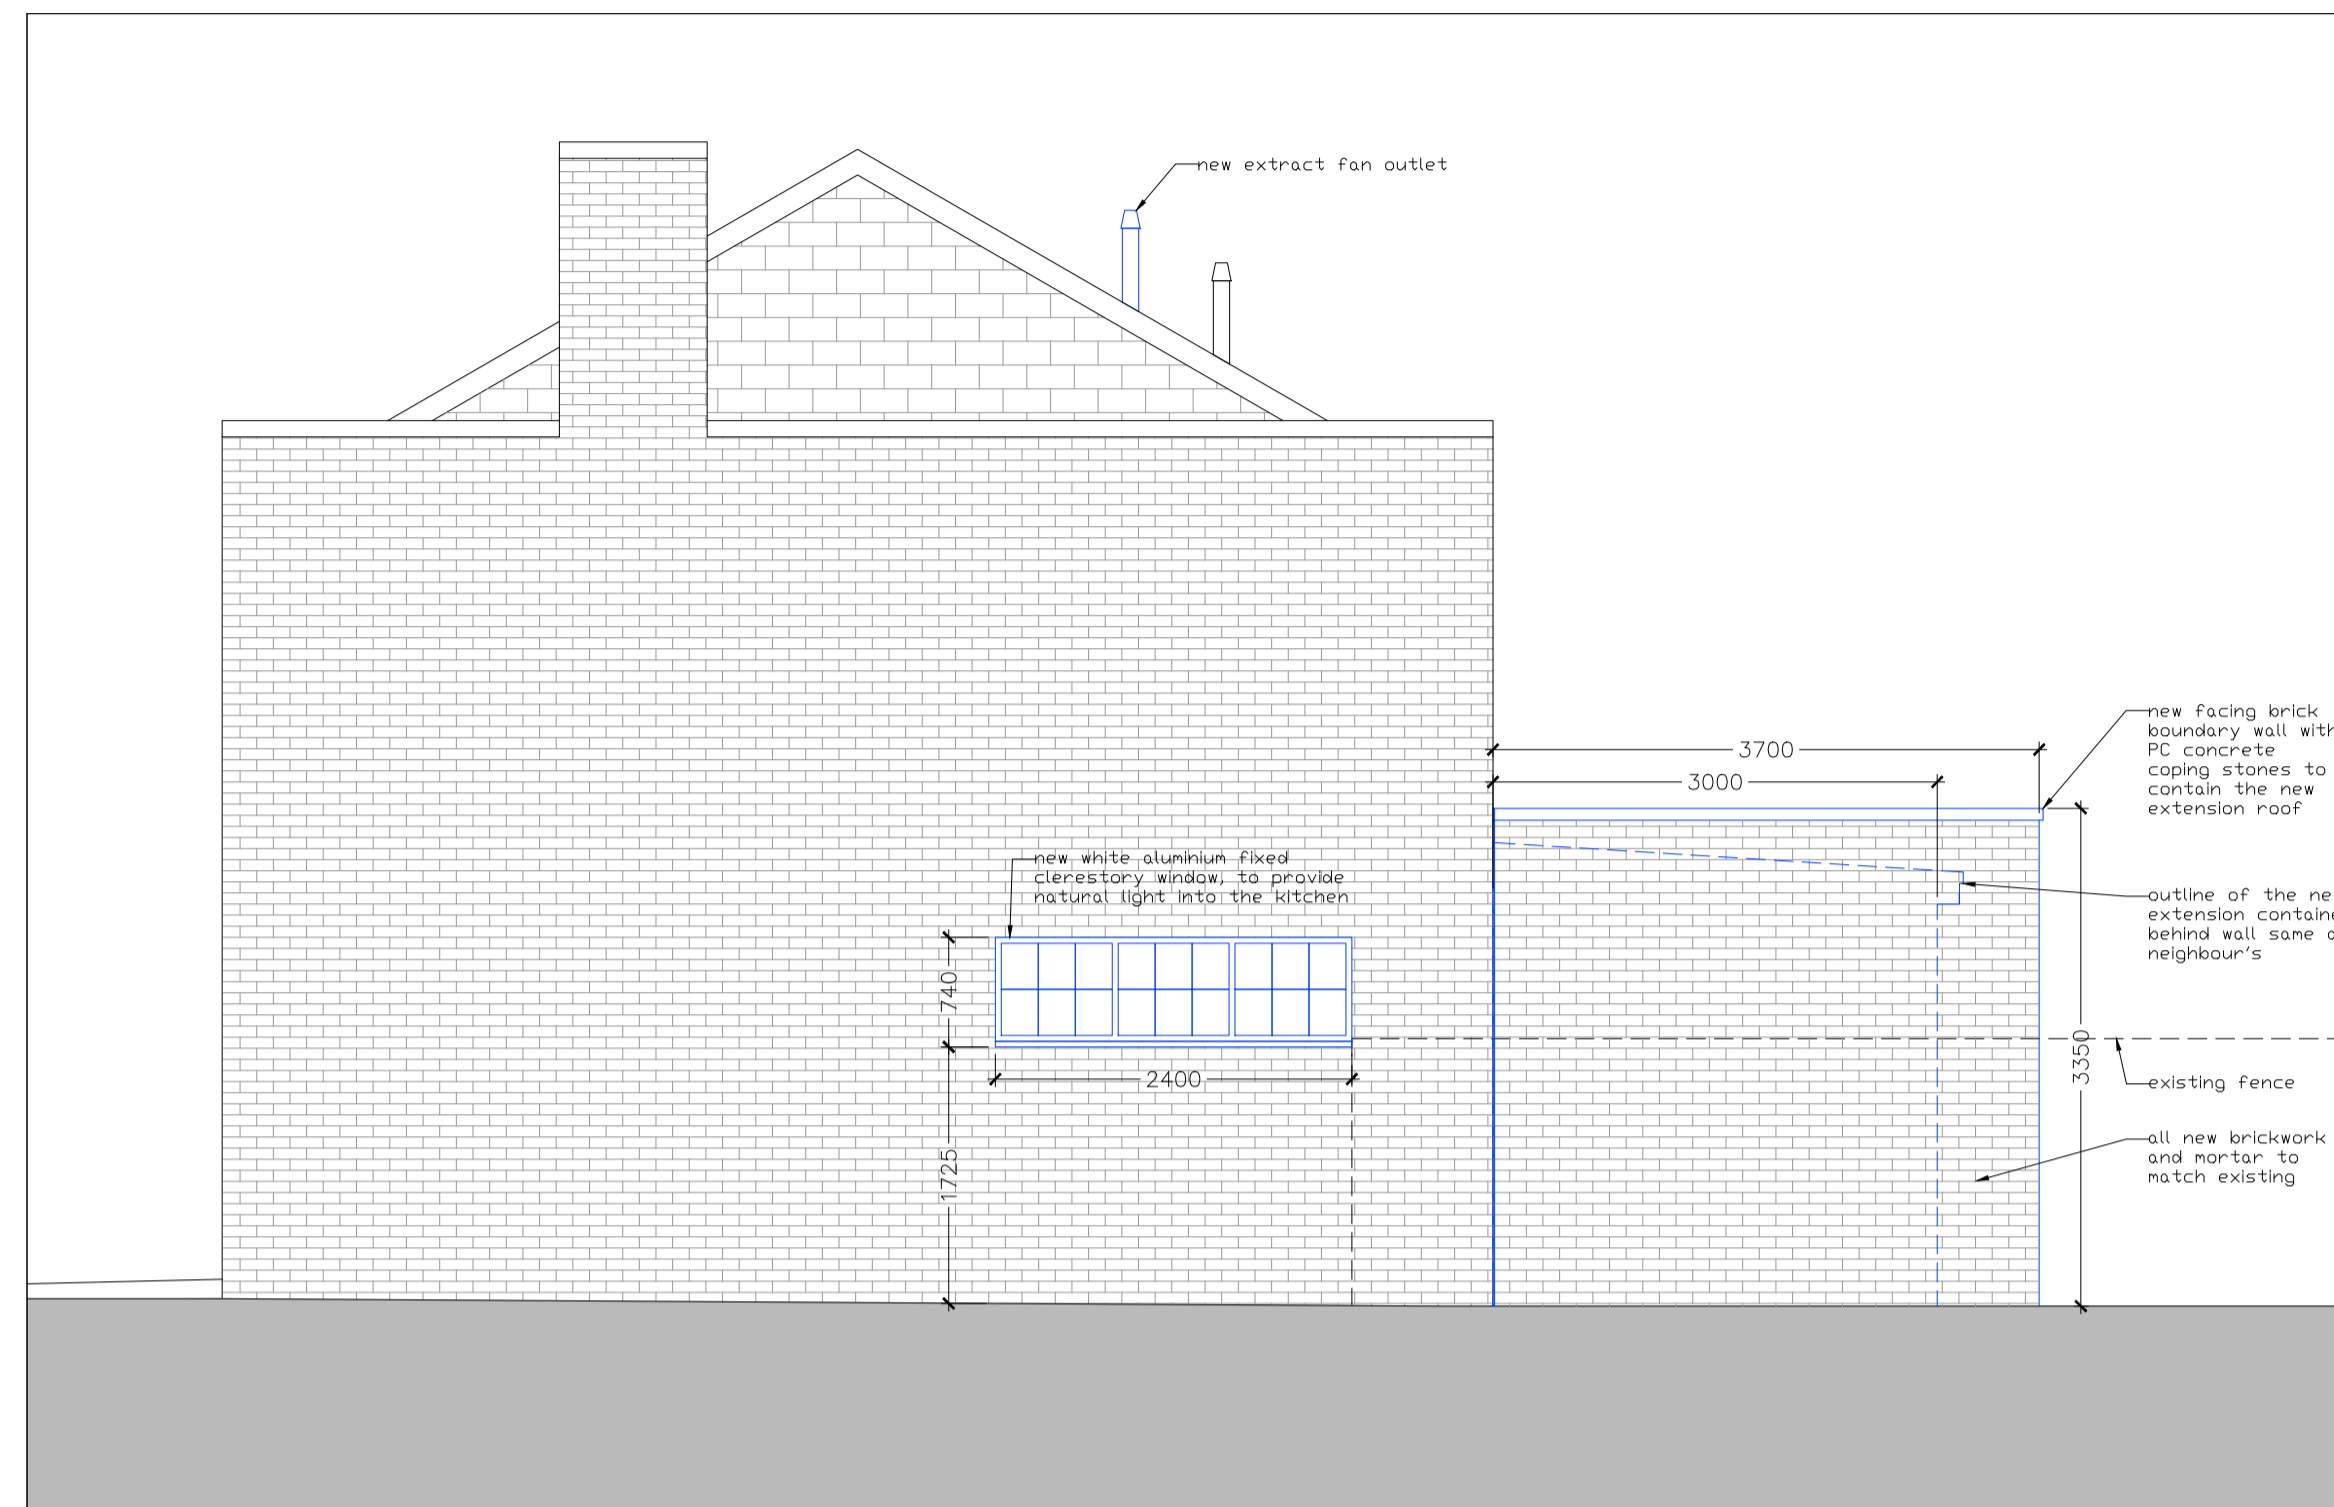 new extract fan outlet
3700
3000
new facing brick
boundary wall with
PC concrete
coping stones to
contain the new
extension roof
new white aluminium fixed
clerestory window, to provide
natural light into the kitchen
outline of the ne
extension containe
behind wall same a
neighbour's
740
2400
3350
existing fence
1725
all new brickwork
and mortar to
match existing